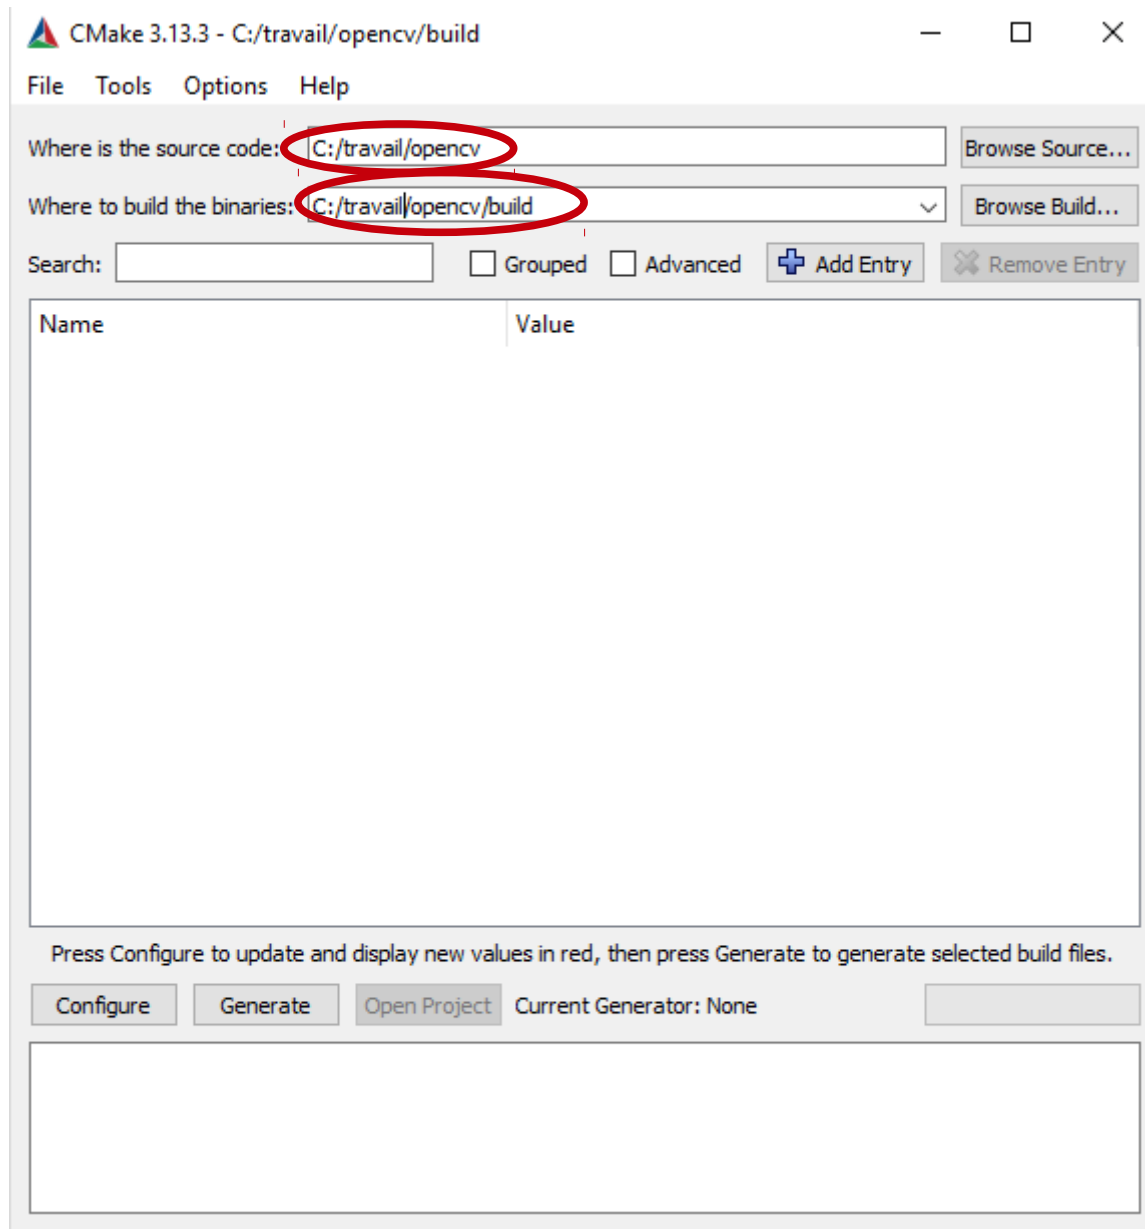 CMake 3.13.3 - C:/travail/opencv/build
File Tools Options Help
Where is the source code: C:/travail/opencv Browse Source...
Where to build the binaries: C:/travail/opencv/build Browse Build...
Search: Grouped Advanced Add Entry Remove Entry
Name Value
Press Configure to update and display new values in red, then press Generate to generate selected build files.
Configure Generate Open Project Current Generator: None